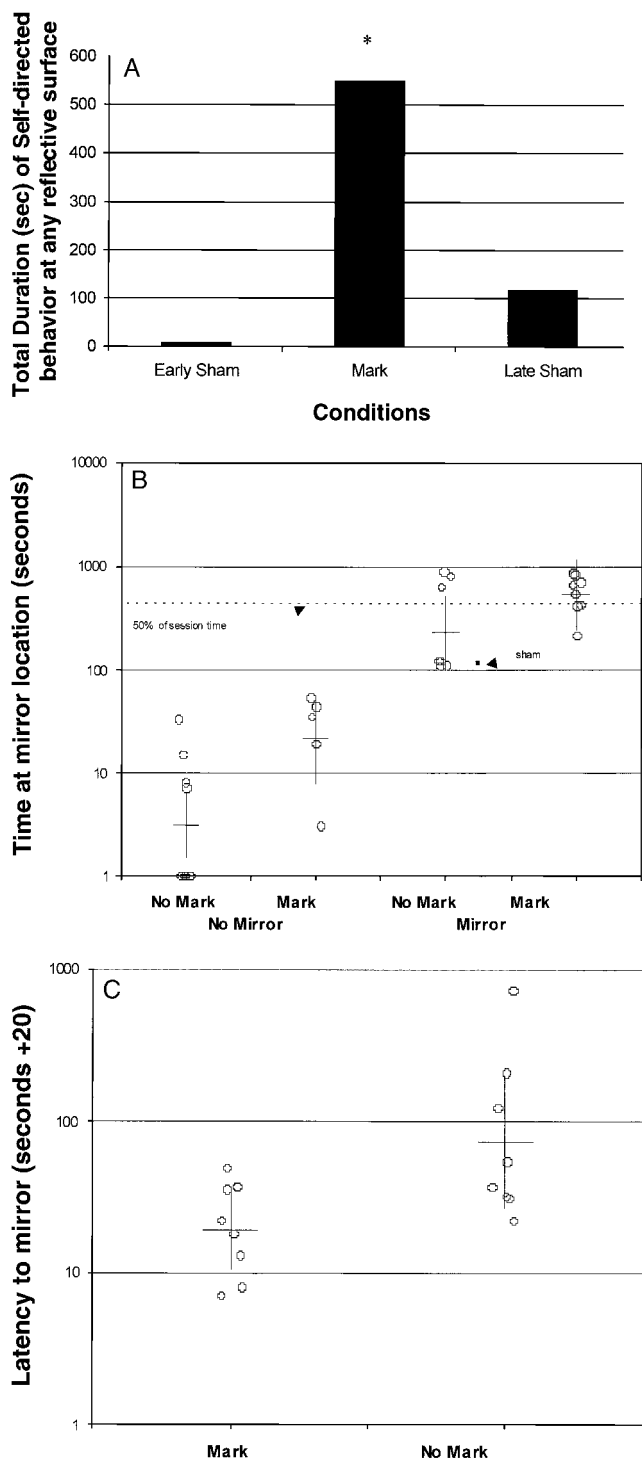 A
*
Total Duration (sec) of Self-directed
behavior at any reflective surface
600
500
400
300
200
100
0
Early Sham
Mark
Late Sham
Conditions
B
Time at mirror location (seconds)
10000
1000
100
10
1
50% of session time
sham
No Mark
Mark
No Mark
Mark
No Mirror
Mirror
C
Latency to mirror (seconds +20)
1000
100
10
1
Mark
No Mark